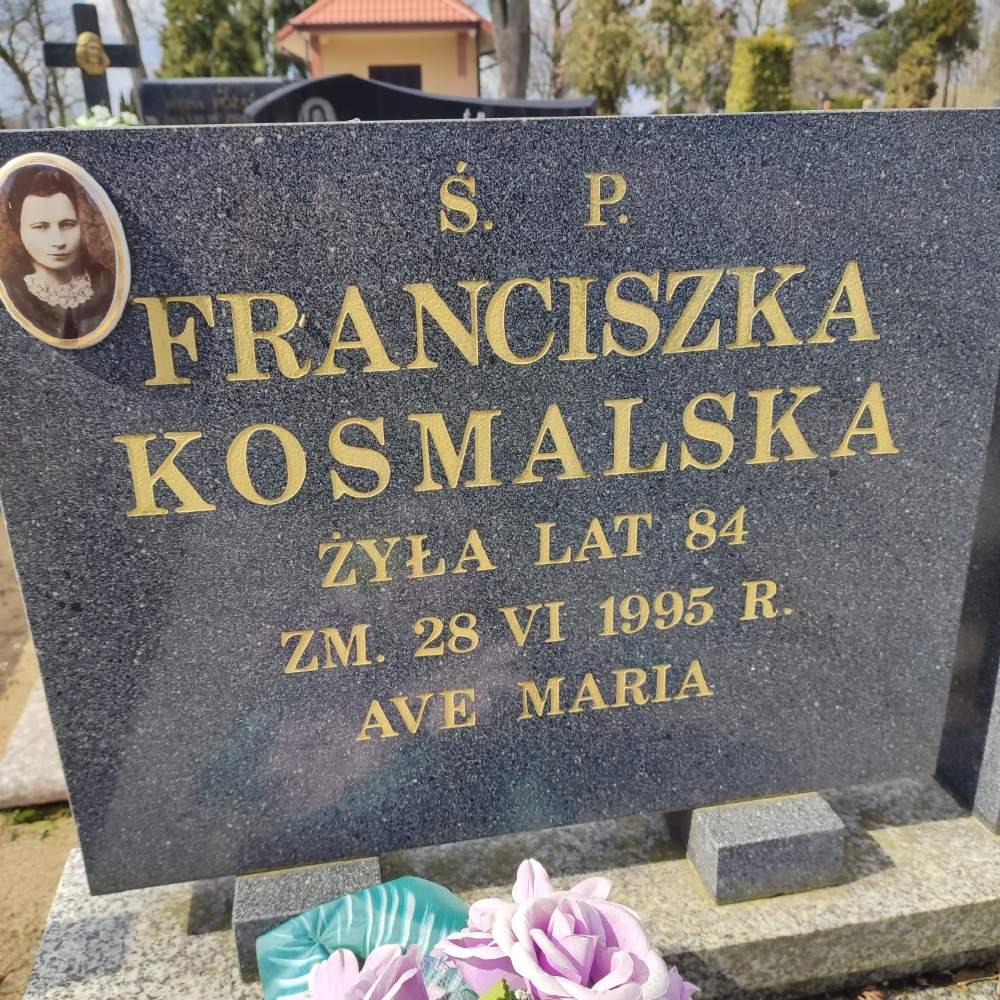 Ś. P.
FRANCISZKA
KOSMALSKA
ŻYŁA LAT 84
ZM. 28 VI 1995 R.
AVE MARIA